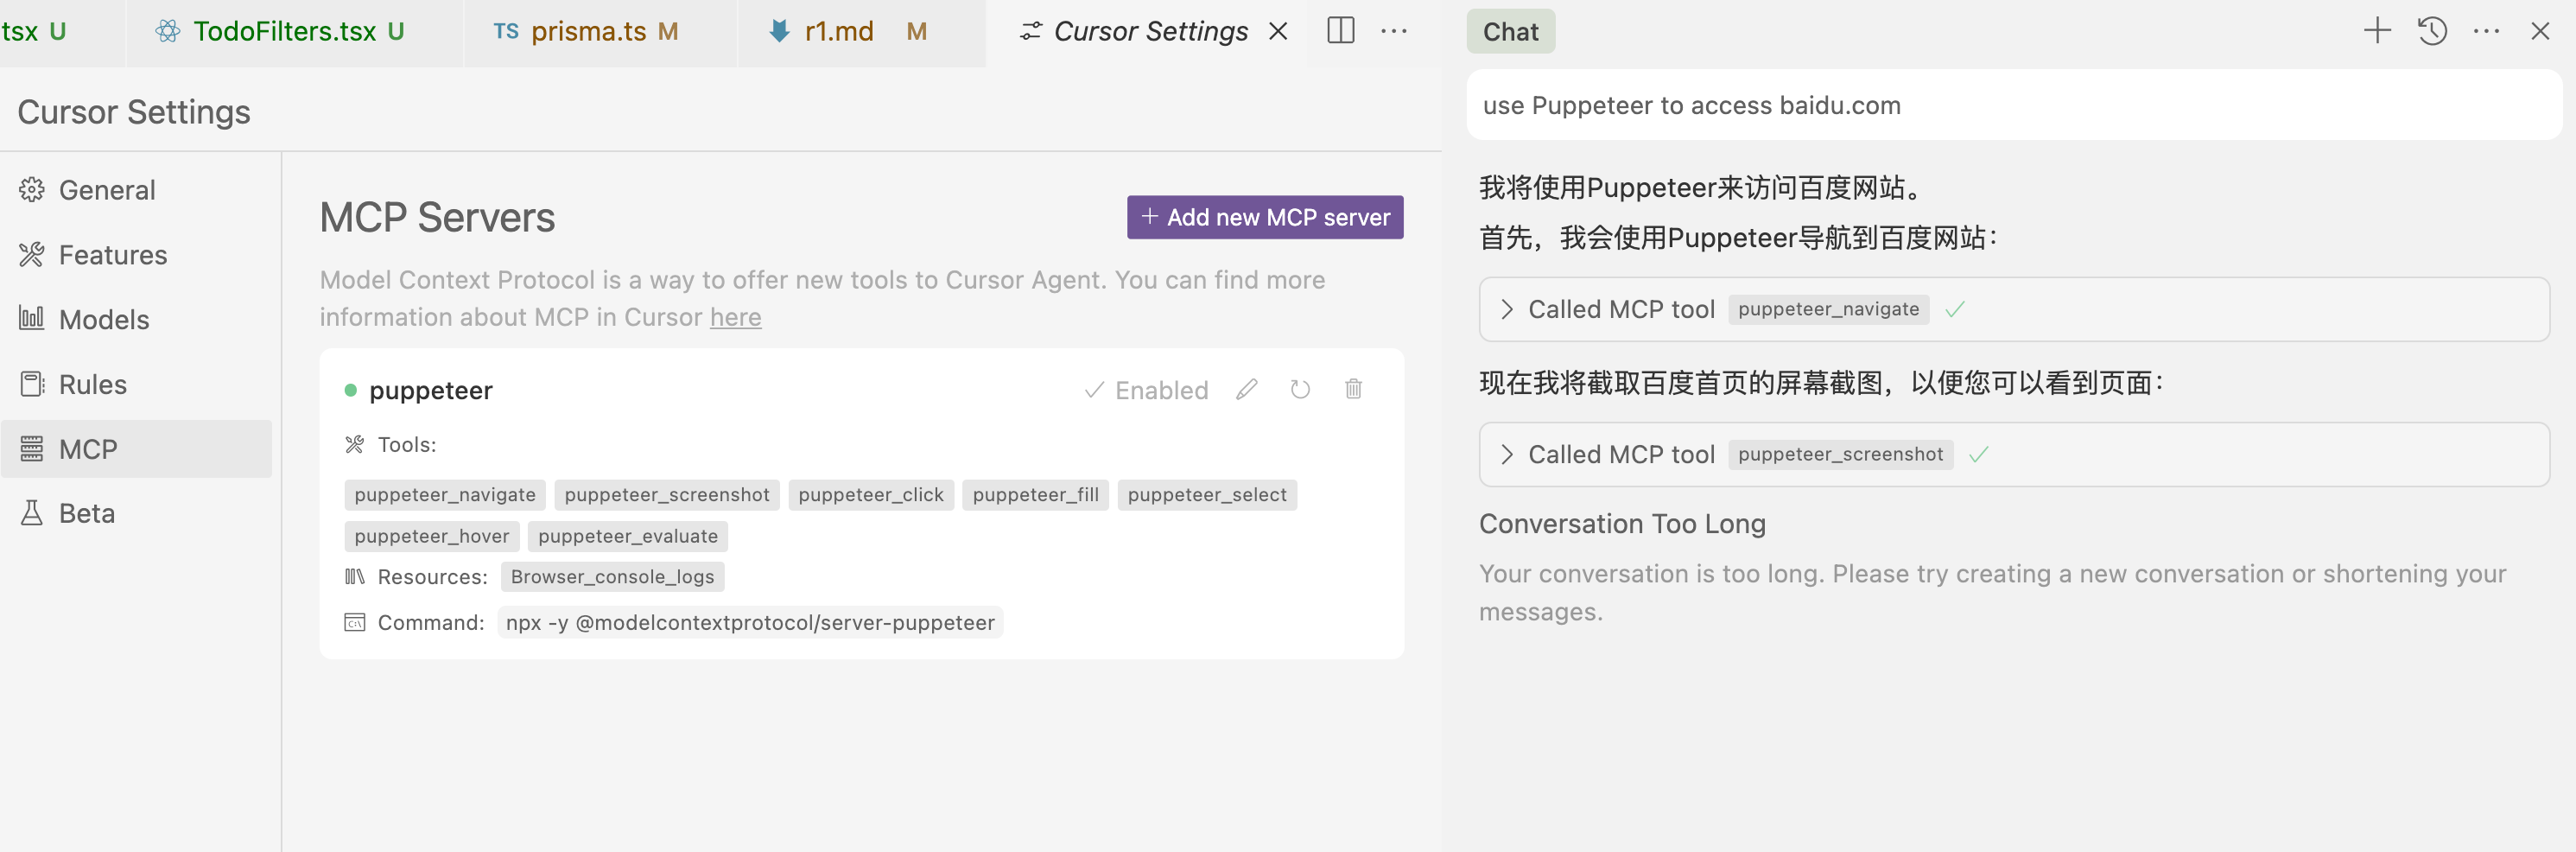 tsx U
TodoFilters.tsx U
TS prisma.ts M
r1.md M
Cursor Settings
Cursor Settings
General
Features
Models
Rules
MCP
Beta
MCP Servers
+ Add new MCP server
Model Context Protocol is a way to offer new tools to Cursor Agent. You can find more
information about MCP in Cursor here
puppeteer
Enabled
Tools:
puppeteer_navigate puppeteer_screenshot puppeteer_click puppeteer_fill puppeteer_select
puppeteer_hover puppeteer_evaluate
Resources: Browser_console_logs
Command: npx -y @modelcontextprotocol/server-puppeteer
Chat
use Puppeteer to access baidu.com
我将使用Puppeteer来访问百度网站。
首先，我会使用Puppeteer导航到百度网站：
Called MCP tool puppeteer_navigate
现在我将截取百度首页的屏幕截图，以便您可以看到页面：
Called MCP tool puppeteer_screenshot
Conversation Too Long
Your conversation is too long. Please try creating a new conversation or shortening your
messages.